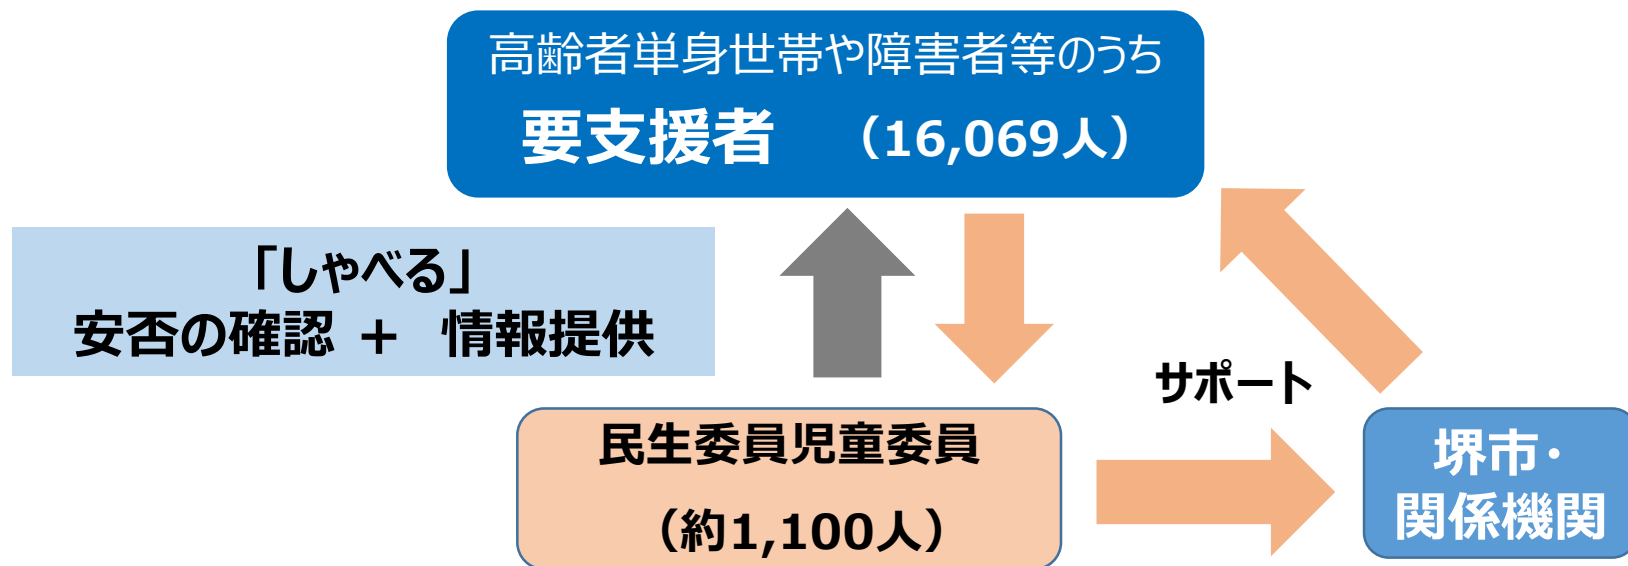 高齢者単身世帯や障害者等のうち
要支援者 （16,069人）
「しゃべる」
安否の確認 + 情報提供
サポート
民生委員児童委員
（約1,100人）
堺市・
関係機関